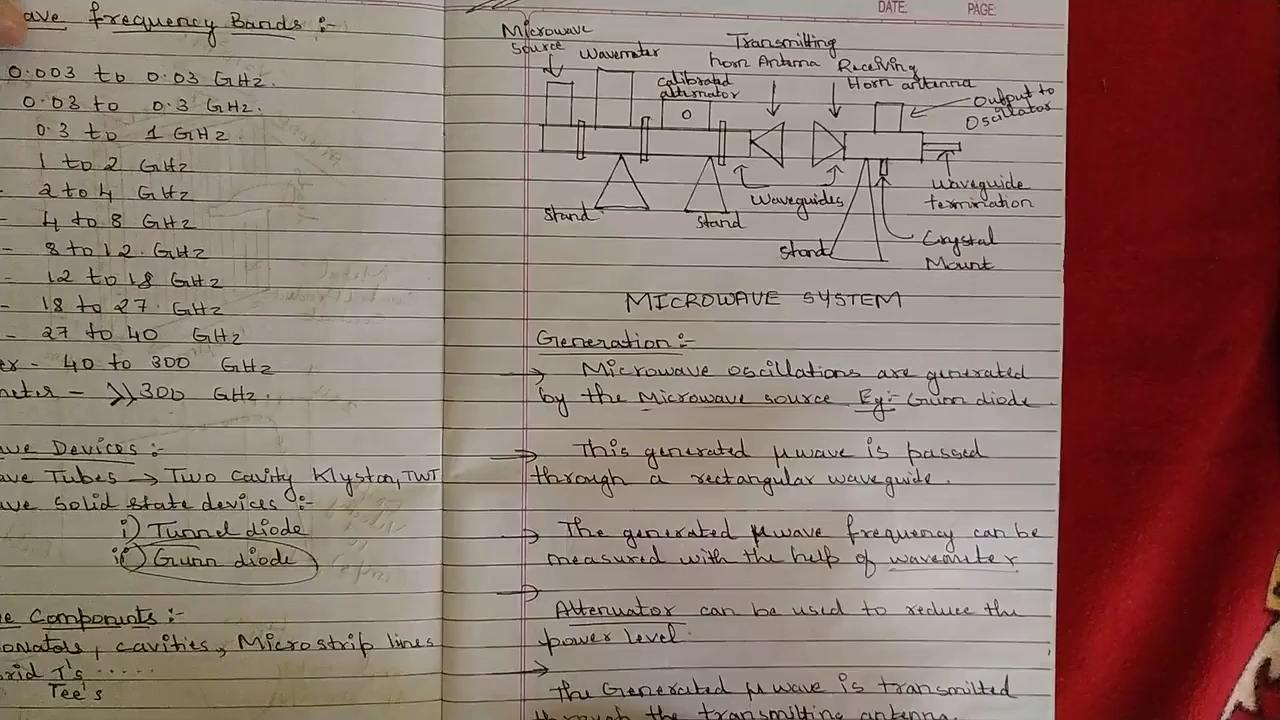 ave frequency Bands :-
0.003 to 0.03 GHz.
0.03 to 0.3 GHz.
0.3 to 1 GHz.
1 to 2 GHz
- 2 to 4 GHz
- 4 to 8 GHz
- 8 to 12 GHz
- 12 to 18 GHz
- 18 to 27 GHz
- 27 to 40 GHz
er - 40 to 300 GHz
meter - >>300 GHz.
ve Devices :-
ave Tubes → Two cavity Klyston, TWT
ave Solid state devices :-
i) Tunnel diode
ii) Gunn diode
e Components :-
onators, cavities, Microstrip lines
rid T's .....
Tee's
DATE: PAGE:
Microwave
Source
Wavemeter
calibrated
attenuator
Transmitting
horn Antenna
Receiving
Horn antenna
Output to
Oscillator
Stand
Stand
Waveguides
Stand
Waveguide
termination
Crystal
Mount
MICROWAVE SYSTEM
Generation :-
→ Microwave oscillations are generated
by the Microwave source Eg:- Gunn diode.
→ This generated μwave is passed
through a rectangular waveguide.
→ The generated μwave frequency can be
measured with the help of wavemeter
→
Attenuator can be used to reduce the
power level.
→
The Generated μwave is transmitted
through the transmitting antenna.